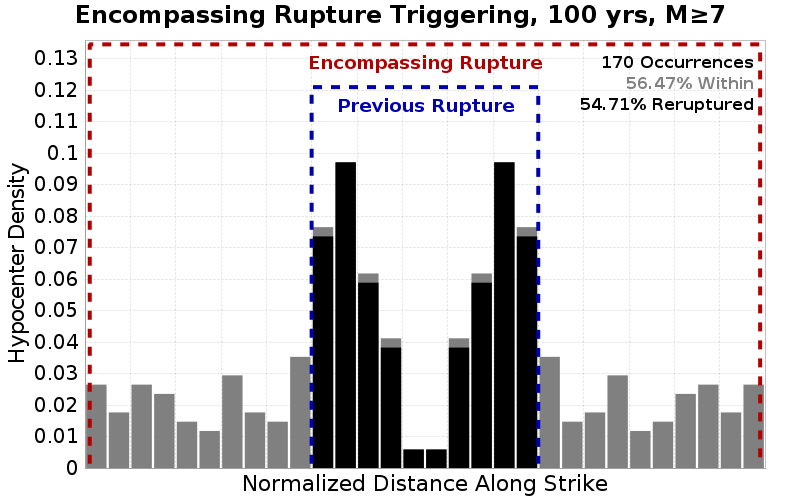 Encompassing Rupture Triggering, 100 yrs, M≥7
Encompassing Rupture
Previous Rupture
170 Occurrences
56.47% Within
54.71% Reruptured
Hypocenter Density
0.13
0.12
0.11
0.1
0.09
0.08
0.07
0.06
0.05
0.04
0.03
0.02
0.01
0
Normalized Distance Along Strike